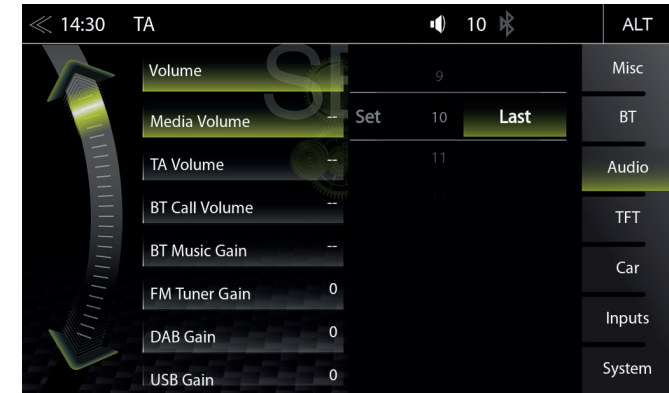 14:30 TA 10 ALT
Volume
Media Volume --
TA Volume --
BT Call Volume --
BT Music Gain --
FM Tuner Gain 0
DAB Gain 0
USB Gain 0
9
Set 10 Last
11
Misc
BT
Audio
TFT
Car
Inputs
System